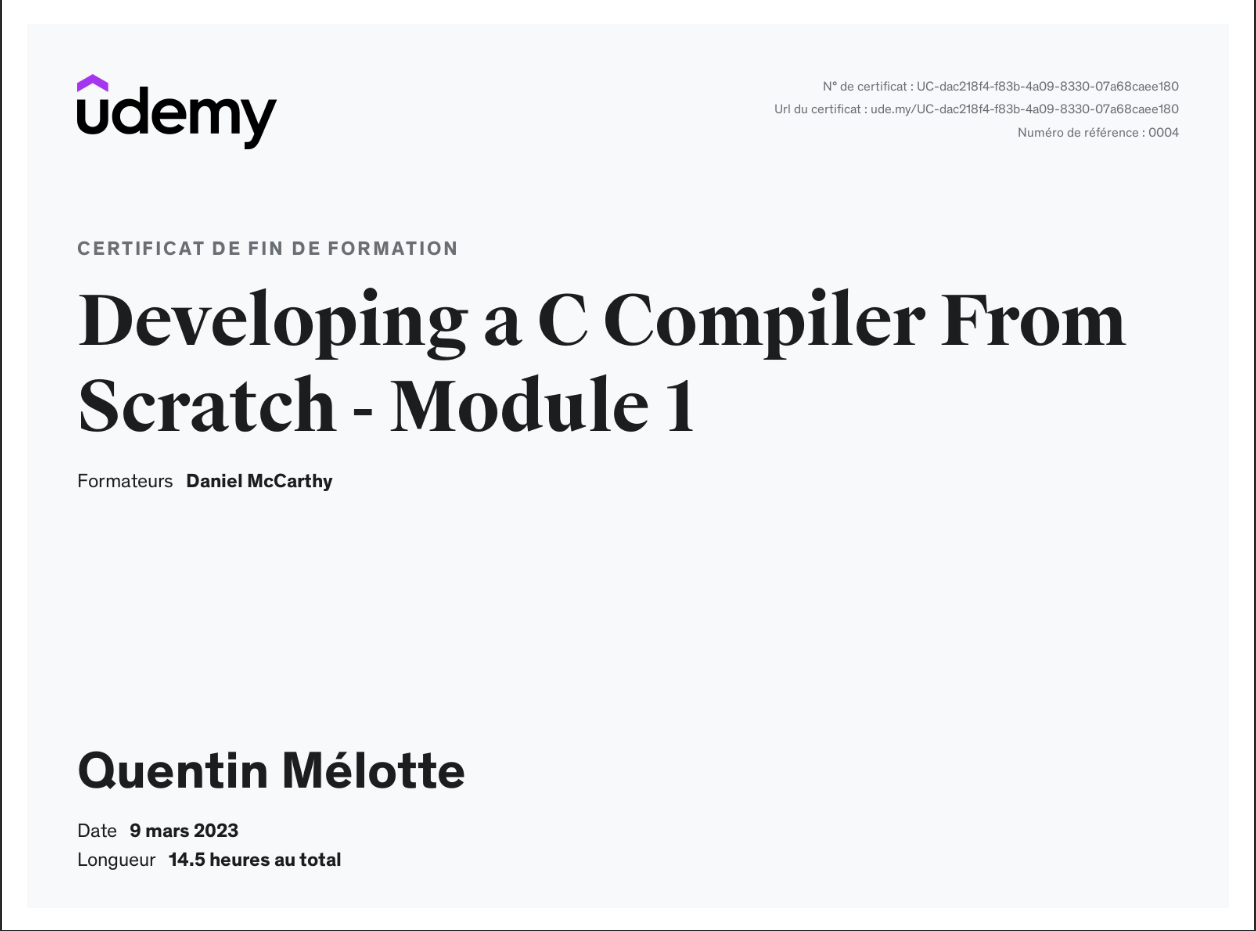 udemy
N° de certificat : UC-dac218f4-f83b-4a09-8330-07a68caee180
Url du certificat : ude.my/UC-dac218f4-f83b-4a09-8330-07a68caee180
Numéro de référence : 0004
CERTIFICAT DE FIN DE FORMATION
Developing a C Compiler From
Scratch - Module 1
Formateurs Daniel McCarthy
Quentin Mélotte
Date 9 mars 2023
Longueur 14.5 heures au total